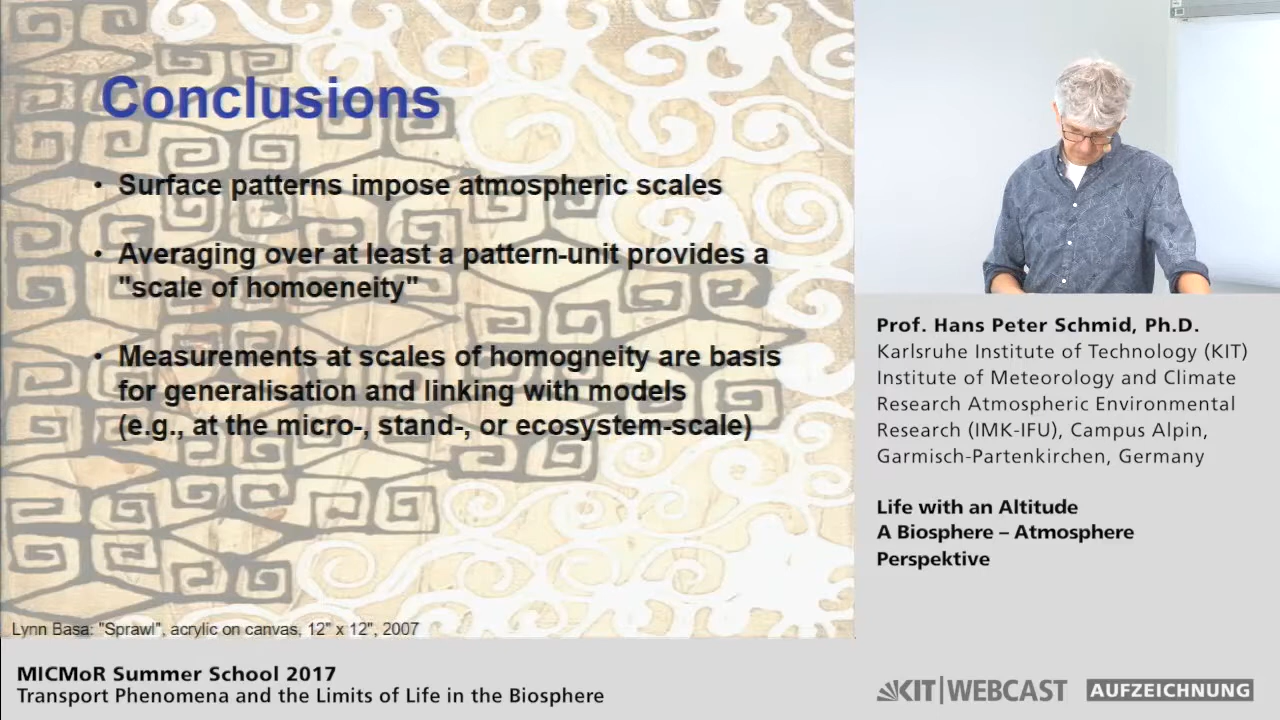 Conclusions
• Surface patterns impose atmospheric scales
• Averaging over at least a pattern-unit provides a
"scale of homoeneity"
• Measurements at scales of homogneity are basis
for generalisation and linking with models
(e.g., at the micro-, stand-, or ecosystem-scale)
Lynn Basa: "Sprawl", acrylic on canvas, 12" x 12", 2007
Prof. Hans Peter Schmid, Ph.D.
Karlsruhe Institute of Technology (KIT)
Institute of Meteorology and Climate
Research Atmospheric Environmental
Research (IMK-IFU), Campus Alpin,
Garmisch-Partenkirchen, Germany
Life with an Altitude
A Biosphere – Atmosphere
Perspektive
MICMoR Summer School 2017
Transport Phenomena and the Limits of Life in the Biosphere
KIT|WEBCAST AUFZEICHNUNG